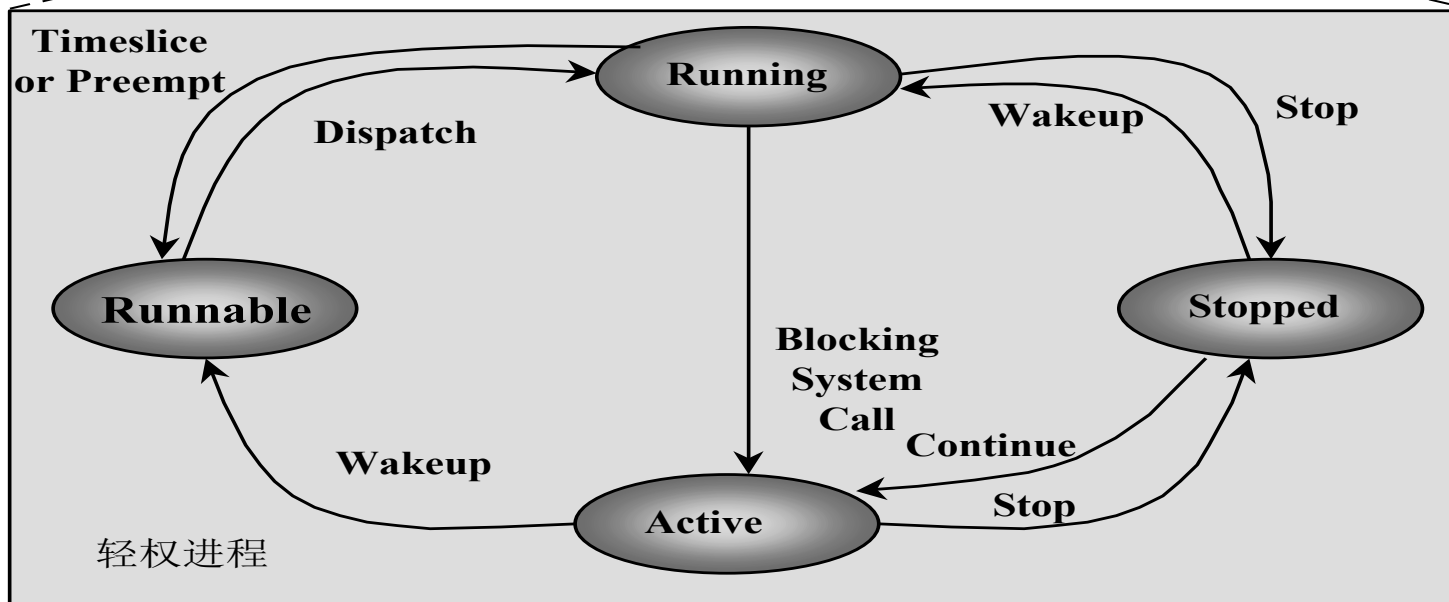 Timeslice
or Preempt
Running
Stop
Wakeup
Dispatch
Runnable
Stopped
Blocking
System
Call
Continue
Wakeup
Stop
Active
轻权进程